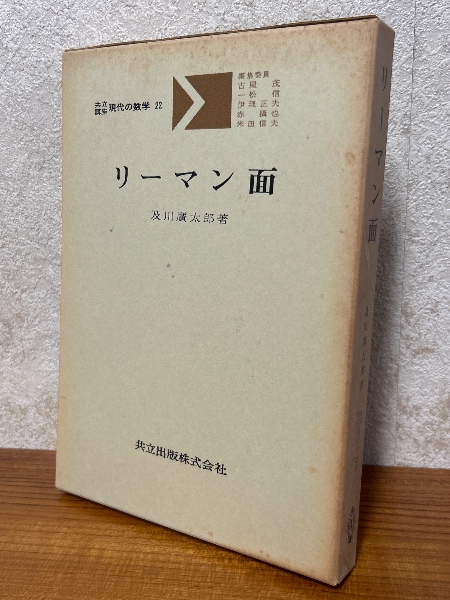 共立
講座 現代の数学 22
編集委員
古屋 茂
一松 信
伊理正夫
赤 攝也
米田信夫
リーマン面
及川廣太郎著
共立出版株式会社
リーマン面